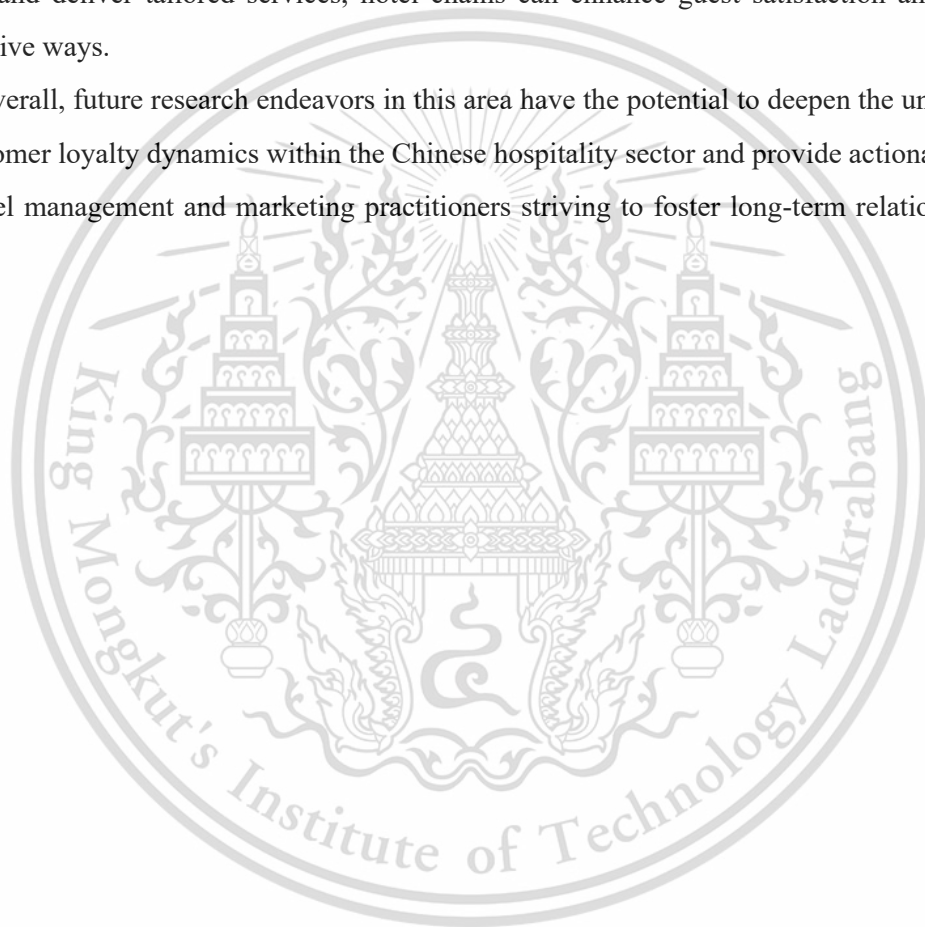 and deliver tailored services, hotel chains can enhance guest satisfaction an
ive ways.
verall, future research endeavors in this area have the potential to deepen the un
omer loyalty dynamics within the Chinese hospitality sector and provide actiona
el management and marketing practitioners striving to foster long-term relatio
King Mongkut's Institute of Technology Ladkrabang